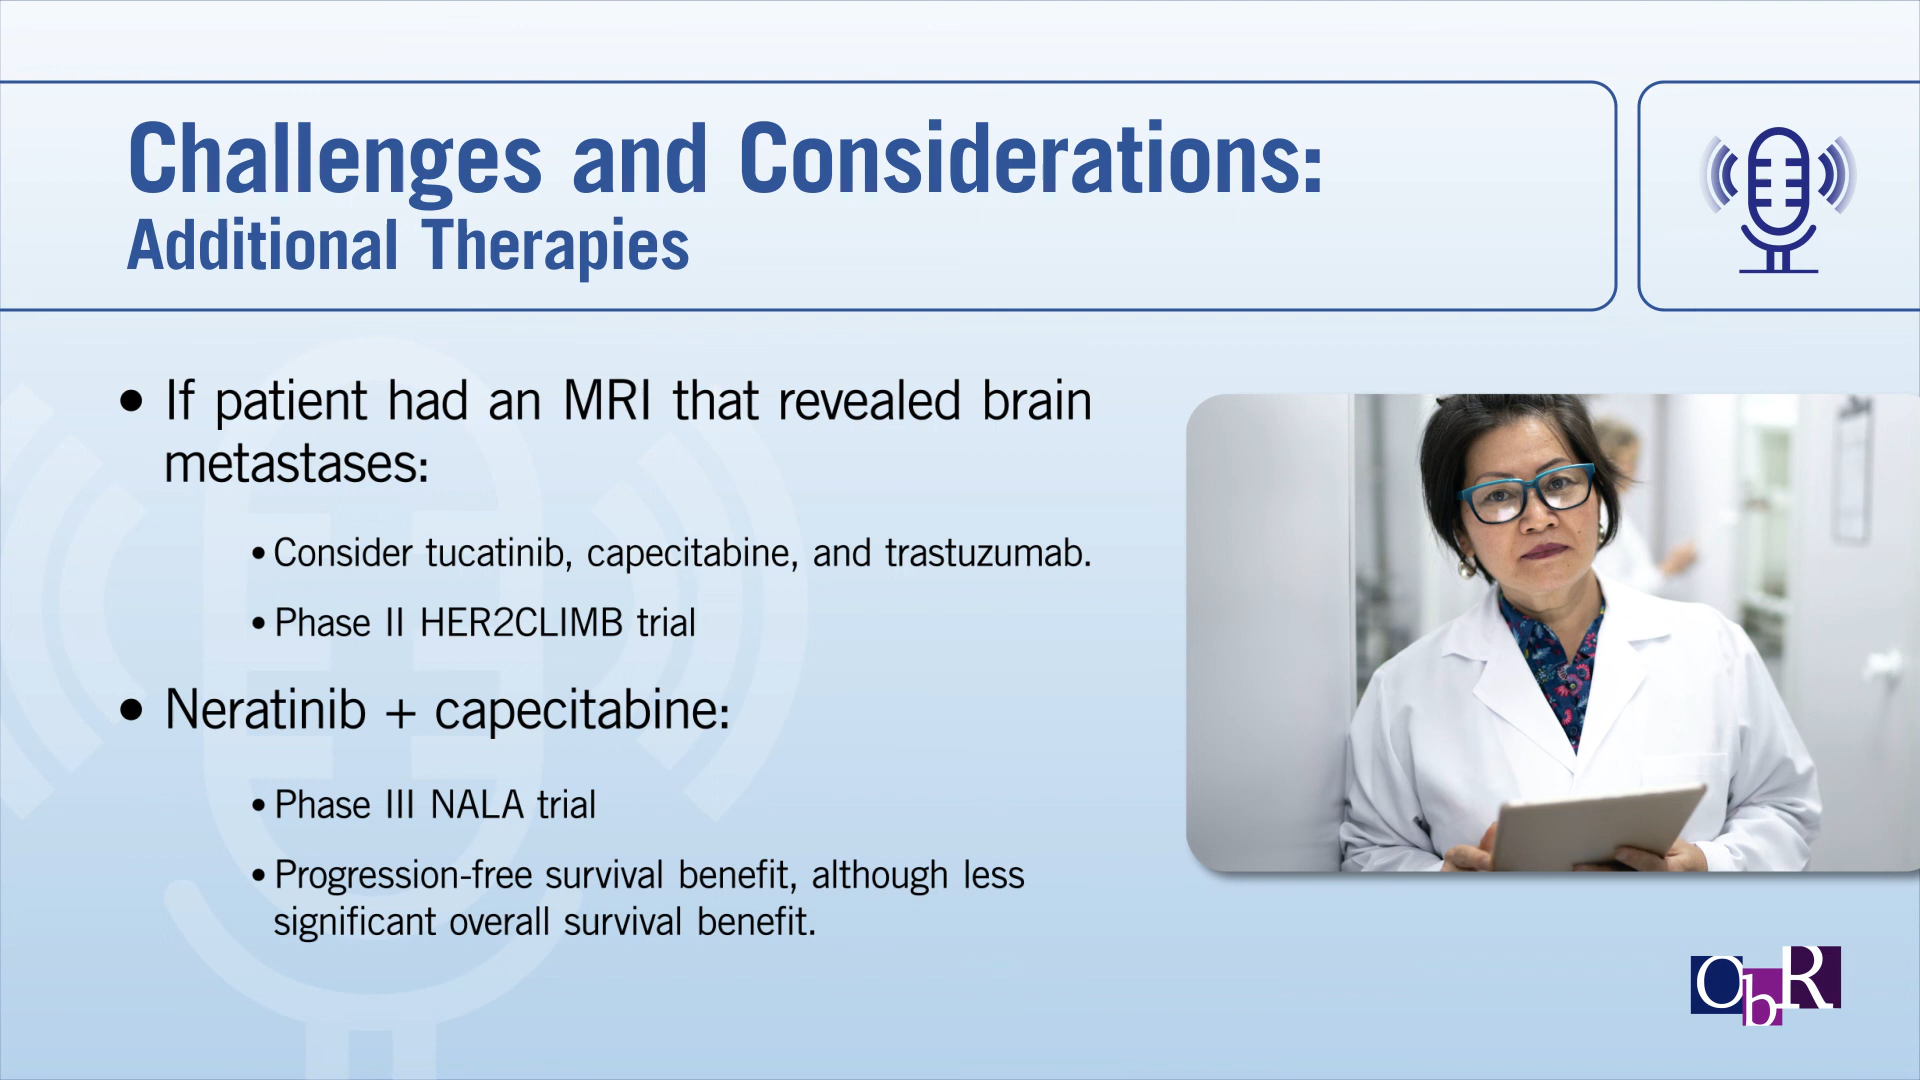 Challenges and Considerations:
Additional Therapies
• If patient had an MRI that revealed brain
metastases:
• Consider tucatinib, capecitabine, and trastuzumab.
• Phase II HER2CLIMB trial
• Neratinib + capecitabine:
• Phase III NALA trial
• Progression-free survival benefit, although less
significant overall survival benefit.
ObR